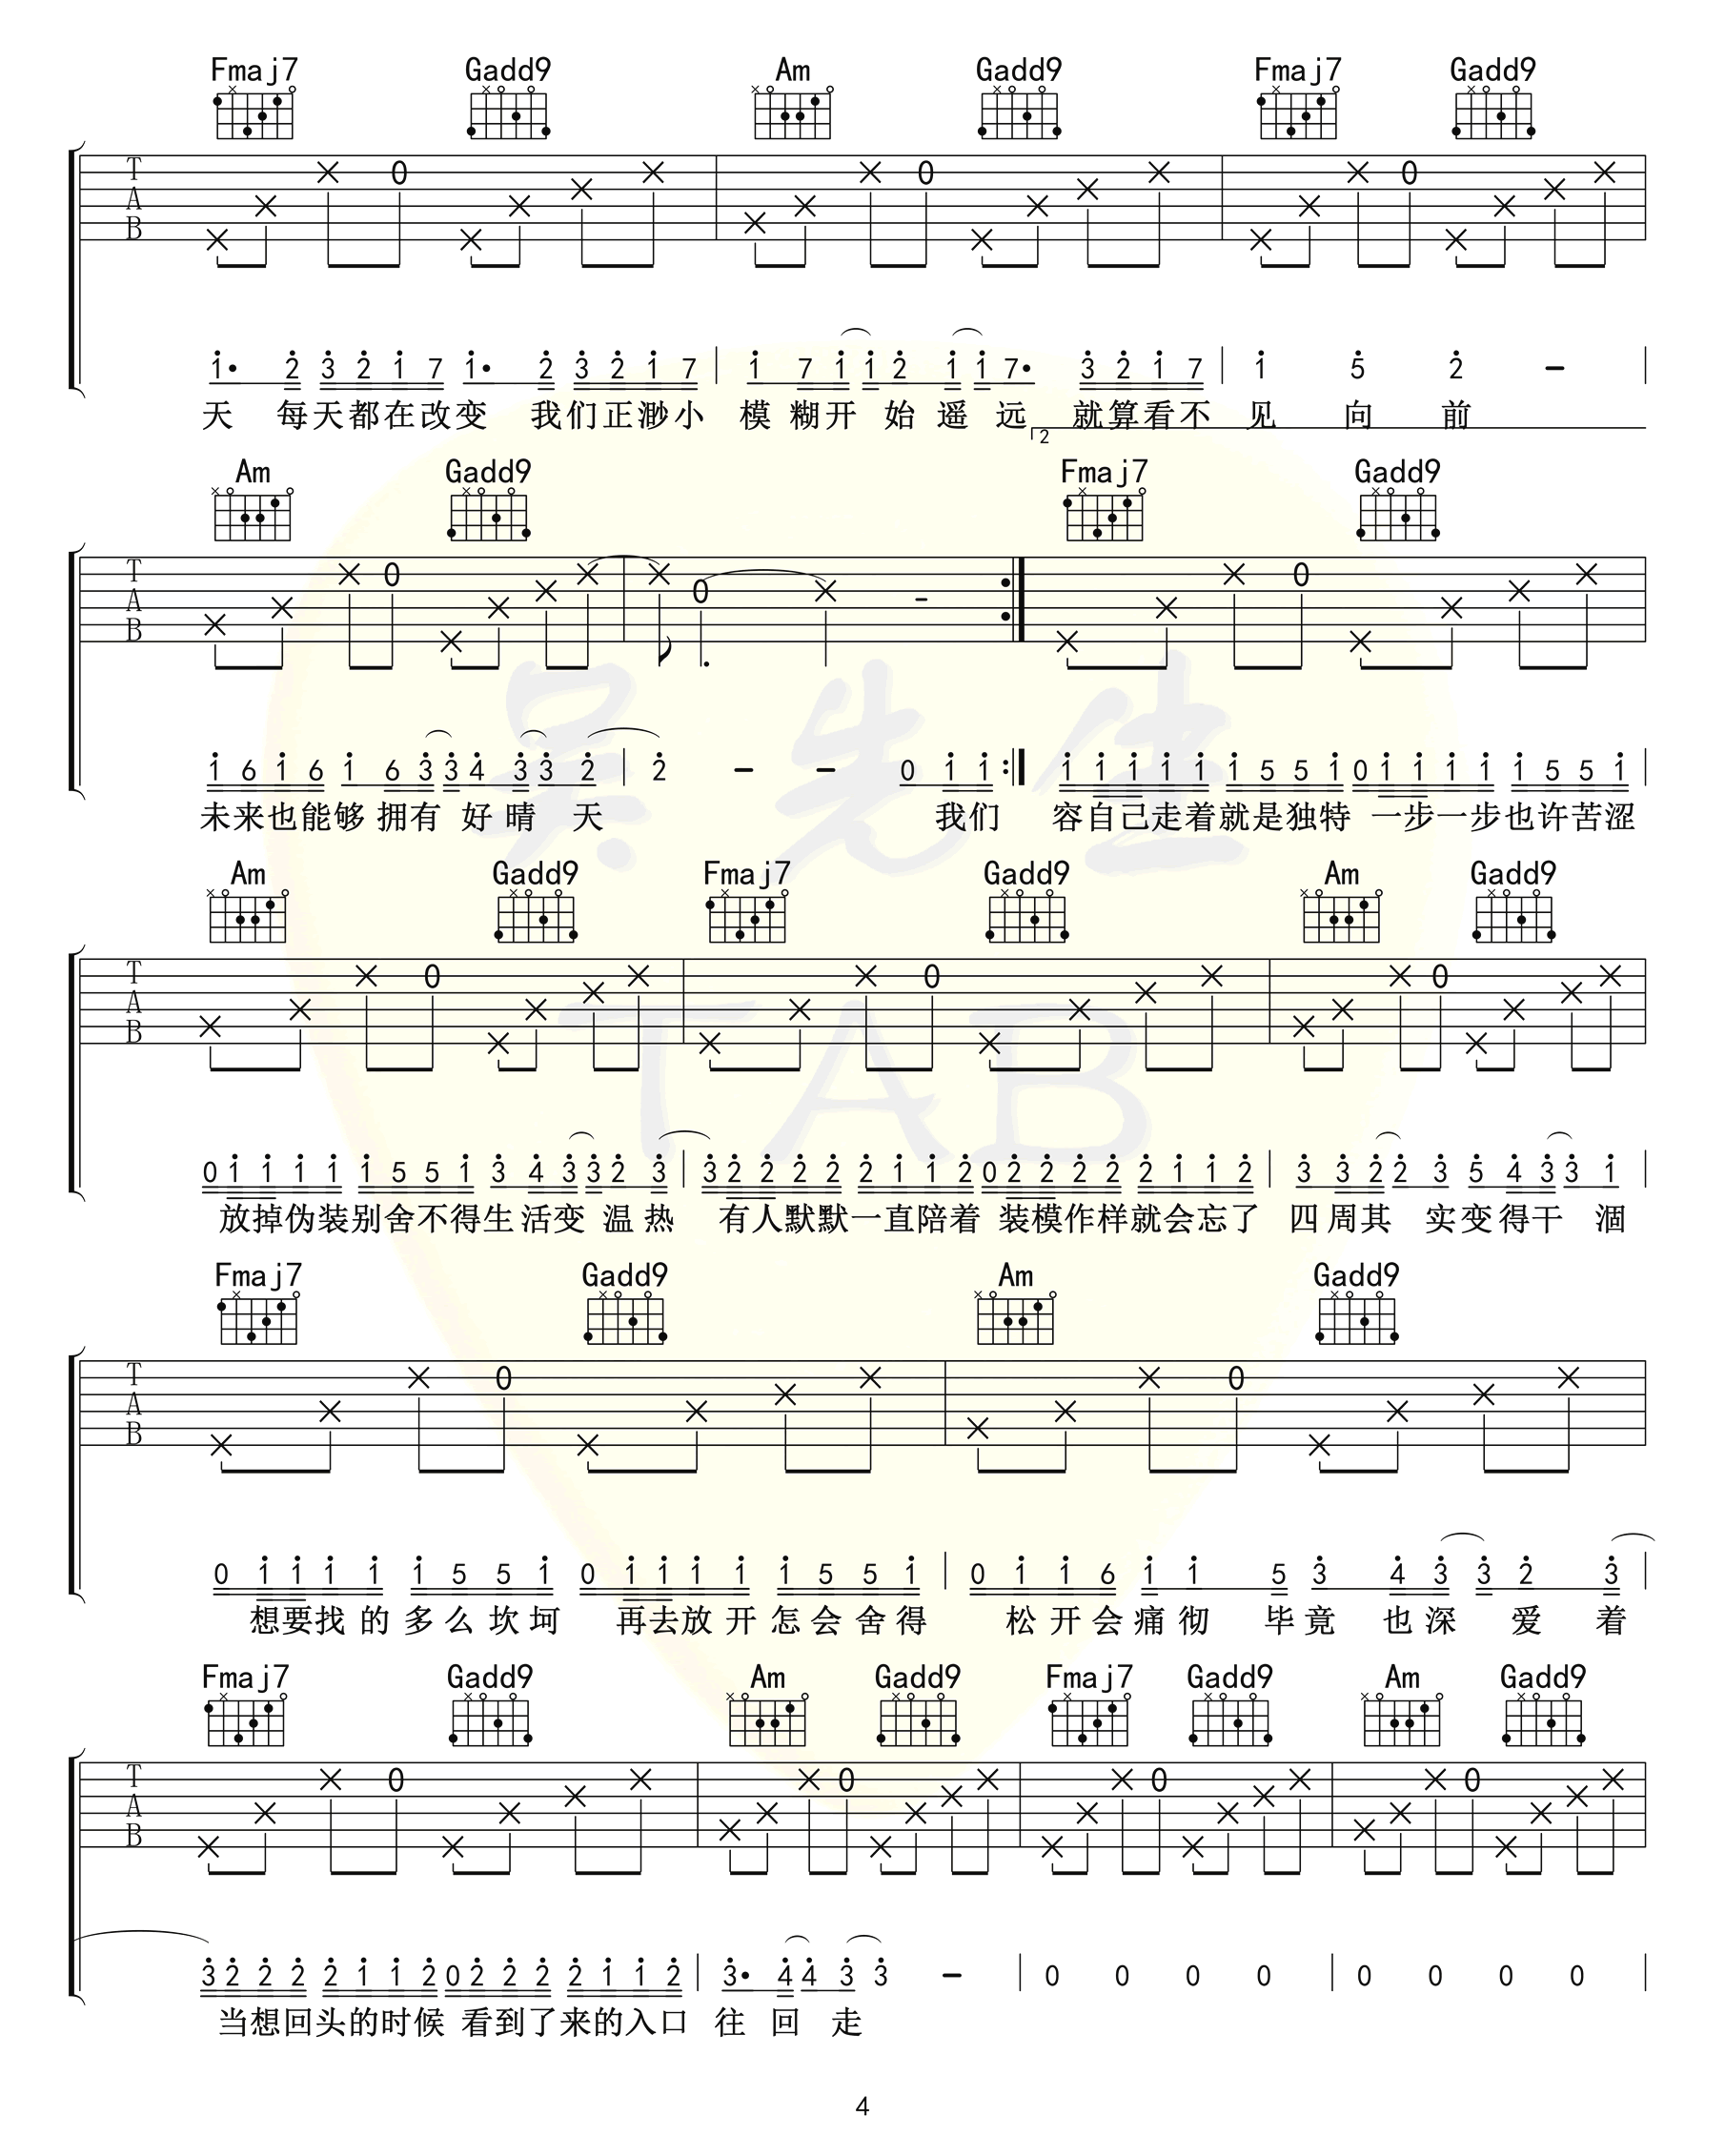 Fmaj7 Gadd9 Am Gadd9 Fmaj7 Gadd9
T 0 0 0
A
B
1· 2 3 2 1 7 1· 2 3 2 1 7 1 7 1 1 2 1 1 7· 3 2 1 7 1 5 2 -
天 每天都在改变 我们正渺小 模糊开 始 遥 远 就算看不 见 向 前
2
Am Gadd9 Fmaj7 Gadd9
T 0 0 0
A
B
1 6 1 6 1 6 3 3 4 3 3 2 2 - - 0 1 1 1 1 1 1 1 1 5 5 1 0 1 1 1 1 1 5 5 1
未来也能够 拥有 好 晴 天 我们 容自己走着就是独特 一步一步也许苦涩
Am Gadd9 Fmaj7 Gadd9 Am Gadd9
T 0 0 0
A
B
0 1 1 1 1 1 5 5 1 3 4 3 3 2 3 3 2 2 2 2 2 1 1 2 0 2 2 2 2 2 1 1 2 3 3 2 2 3 5 4 3 3 1
放掉伪装别舍不得生活变 温 热 有人默默一直陪着 装模作样就会忘了 四 周其 实变得干 涸
Fmaj7 Gadd9 Am Gadd9
T 0 0
A
B
0 1 1 1 1 1 5 5 1 0 1 1 1 1 1 5 5 1 0 1 1 6 1 1 5 3 4 3 3 2 3
想要找 的 多 么 坎 坷 再去放 开 怎 会 舍 得 松 开 会 痛 彻 毕 竟 也 深 爱 着
Fmaj7 Gadd9 Am Gadd9 Fmaj7 Gadd9 Am Gadd9
T 0 0 0 0
A
B
3 2 2 2 2 1 1 2 0 2 2 2 2 1 1 2 3· 4 4 3 3 - 0 0 0 0 0 0 0 0
当想回头的时候 看到了来的入口 往 回 走
4
吴先生
TAB